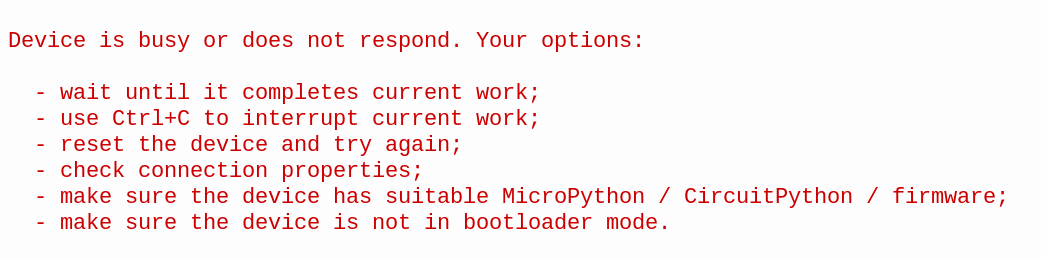 Device is busy or does not respond. Your options:
- wait until it completes current work;
- use Ctrl+C to interrupt current work;
- reset the device and try again;
- check connection properties;
- make sure the device has suitable MicroPython / CircuitPython / firmware;
- make sure the device is not in bootloader mode.